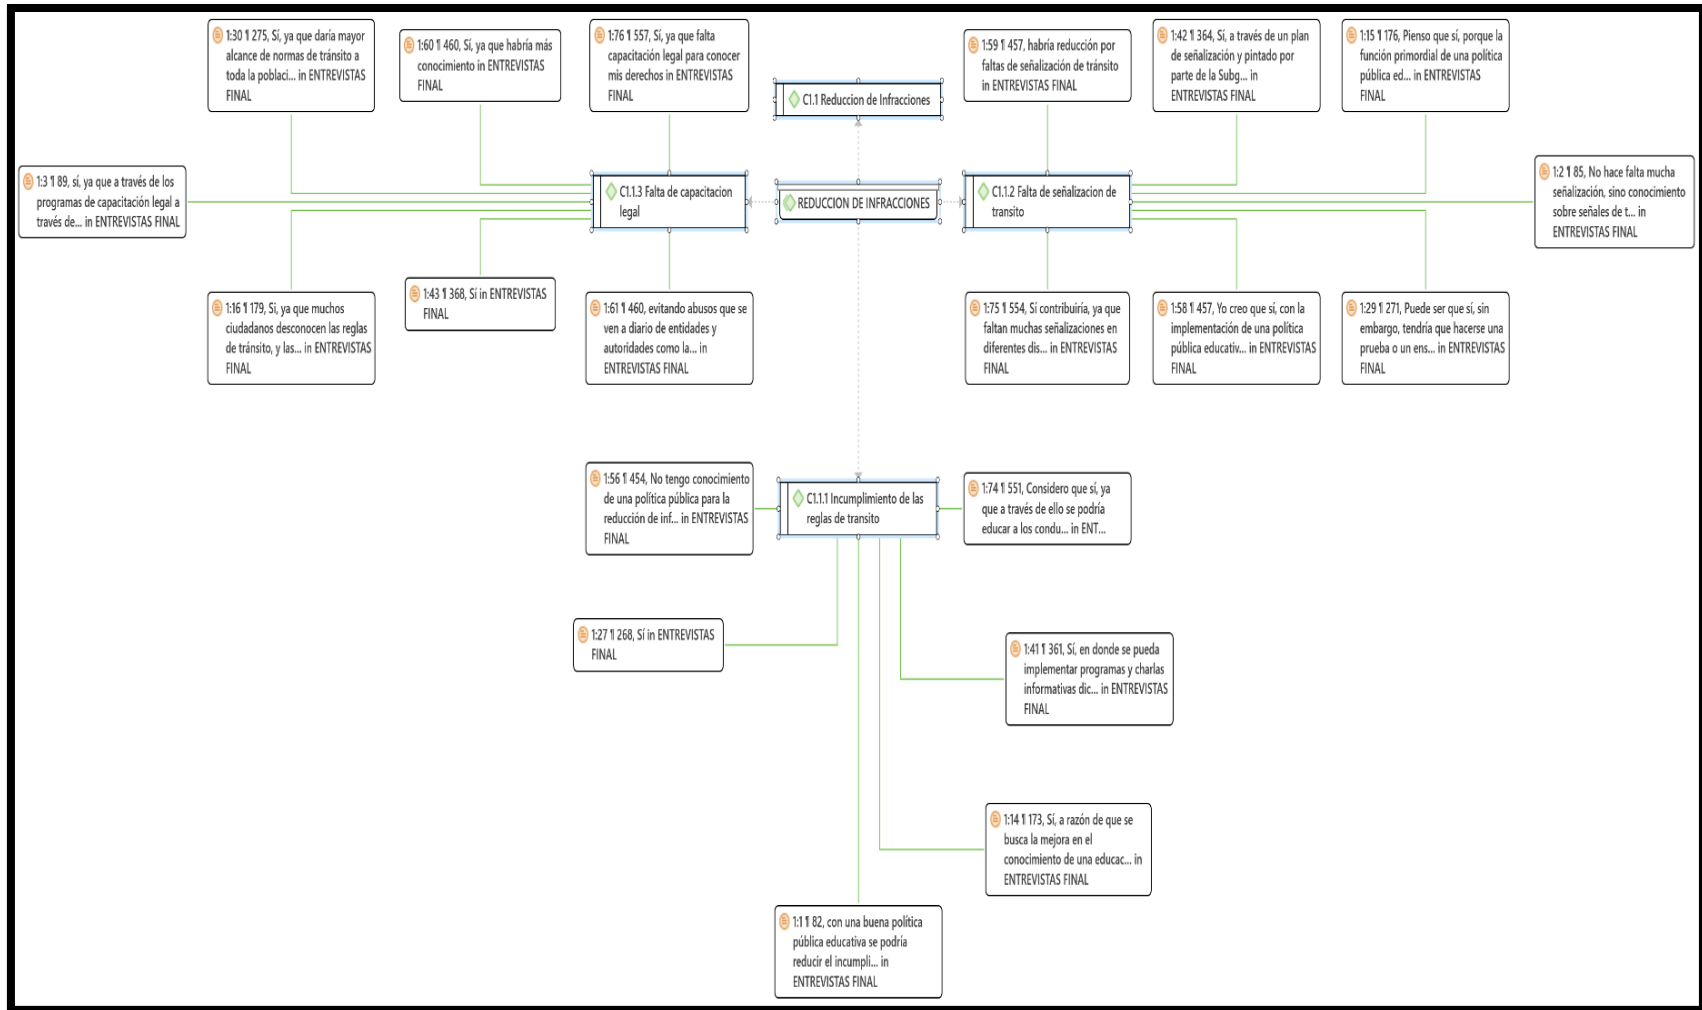 1:30 ¶ 275, Sí, ya que daría mayor
alcance de normas de tránsito a
toda la poblaci... in ENTREVISTAS
FINAL
1:60 ¶ 460, Sí, ya que habría más
conocimiento in ENTREVISTAS
FINAL
1:76 ¶ 557, Sí, ya que falta
capacitación legal para conocer
mis derechos in ENTREVISTAS
FINAL
C1.1 Reduccion de Infracciones
1:59 ¶ 457, habría reducción por
faltas de señalización de tránsito
in ENTREVISTAS FINAL
1:42 ¶ 364, Sí, a través de un plan
de señalización y pintado por
parte de la Subg... in
ENTREVISTAS FINAL
1:15 ¶ 176, Pienso que sí, porque la
función primordial de una política
pública ed... in ENTREVISTAS
FINAL
1:3 ¶ 89, sí, ya que a través de los
programas de capacitación legal a
través de... in ENTREVISTAS FINAL
C1.1.3 Falta de capacitacion
legal
REDUCCION DE INFRACCIONES
C1.1.2 Falta de señalizacion de
transito
1:2 ¶ 85, No hace falta mucha
señalización, sino conocimiento
sobre señales de t... in
ENTREVISTAS FINAL
1:16 ¶ 179, Si, ya que muchos
ciudadanos desconocen las reglas
de tránsito, y las... in ENTREVISTAS
FINAL
1:43 ¶ 368, Sí in ENTREVISTAS
FINAL
1:61 ¶ 460, evitando abusos que se
ven a diario de entidades y
autoridades como la... in
ENTREVISTAS FINAL
1:75 ¶ 554, Sí contribuiría, ya que
faltan muchas señalizaciones en
diferentes dis... in ENTREVISTAS
FINAL
1:58 ¶ 457, Yo creo que sí, con la
implementación de una política
pública educativ... in ENTREVISTAS
FINAL
1:29 ¶ 271, Puede ser que sí, sin
embargo, tendría que hacerse una
prueba o un ens... in ENTREVISTAS
FINAL
1:56 ¶ 454, No tengo conocimiento
de una política pública para la
reducción de inf... in ENTREVISTAS
FINAL
C1.1.1 Incumplimiento de las
reglas de transito
1:74 ¶ 551, Considero que sí, ya
que a través de ello se podría
educar a los condu... in ENT...
1:27 ¶ 268, Sí in ENTREVISTAS
FINAL
1:41 ¶ 361, Sí, en donde se pueda
implementar programas y charlas
informativas dic... in ENTREVISTAS
FINAL
1:14 ¶ 173, Sí, a razón de que se
busca la mejora en el
conocimiento de una educac... in
ENTREVISTAS FINAL
1:1 ¶ 82, con una buena política
pública educativa se podría
reducir el incumpli... in
ENTREVISTAS FINAL